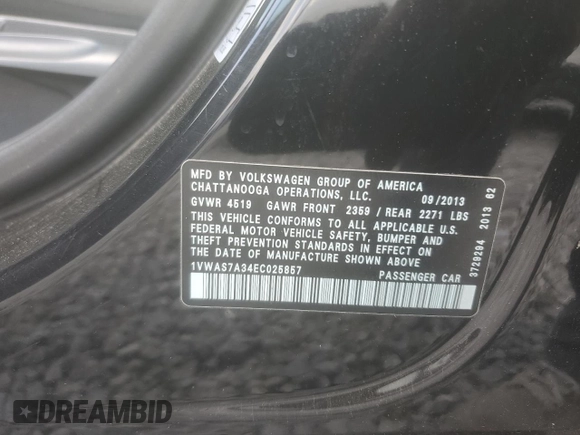 MFD BY VOLKSWAGEN GROUP OF AMERICA
CHATTANOOGA OPERATIONS, LLC. 09/2013
GVWR 4519 GAWR FRONT 2359 / REAR 2271 LBS
THIS VEHICLE CONFORMS TO ALL APPLICABLE U.S.
FEDERAL MOTOR VEHICLE SAFETY, BUMPER AND
THEFT PREVENTION STANDARDS IN EFFECT ON
THE DATE OF MANUFACTURE SHOWN ABOVE.
1VWAS7A34EC025857 PASSENGER CAR
3729294 2013 62
DREAMBID